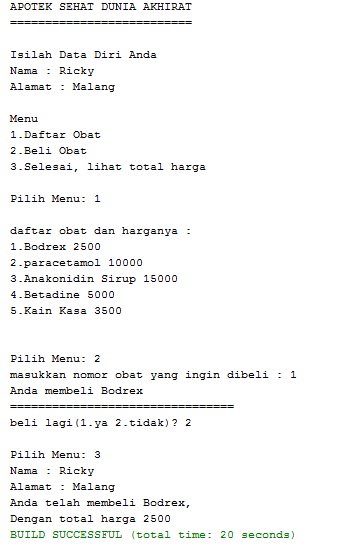 APOTEK SEHAT DUNIA AKHIRAT
==========================
Isilah Data Diri Anda
Nama : Ricky
Alamat : Malang
Menu
1.Daftar Obat
2.Beli Obat
3.Selesai, lihat total harga
Pilih Menu: 1
daftar obat dan harganya :
1.Bodrex 2500
2.paracetamol 10000
3.Anakonidin Sirup 15000
4.Betadine 5000
5.Kain Kasa 3500
Pilih Menu: 2
masukkan nomor obat yang ingin dibeli : 1
Anda membeli Bodrex
================================
beli lagi(1.ya 2.tidak)? 2
Pilih Menu: 3
Nama : Ricky
Alamat : Malang
Anda telah membeli Bodrex,
Dengan total harga 2500
BUILD SUCCESSFUL (total time: 20 seconds)